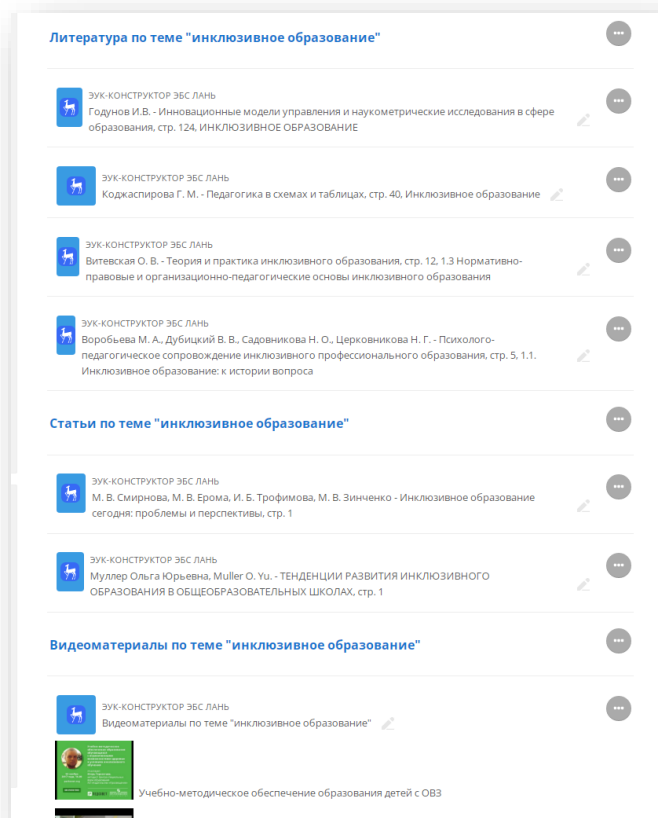 Литература по теме "инклюзивное образование"
ЭУК-КОНСТРУКТОР ЭБС ЛАНЬ
Годунов И.В. - Инновационные модели управления и наукометрические исследования в сфере
образования, стр. 124, ИНКЛЮЗИВНОЕ ОБРАЗОВАНИЕ
ЭУК-КОНСТРУКТОР ЭБС ЛАНЬ
Коджаспирова Г. М. - Педагогика в схемах и таблицах, стр. 40, Инклюзивное образование
ЭУК-КОНСТРУКТОР ЭБС ЛАНЬ
Витевская О. В. - Теория и практика инклюзивного образования, стр. 12, 1.3 Нормативно-
правовые и организационно-педагогические основы инклюзивного образования
ЭУК-КОНСТРУКТОР ЭБС ЛАНЬ
Воробьева М. А., Дубицкий В. В., Садовникова Н. О., Церковникова Н. Г. - Психолого-
педагогическое сопровождение инклюзивного профессионального образования, стр. 5, 1.1.
Инклюзивное образование: к истории вопроса
Статьи по теме "инклюзивное образование"
ЭУК-КОНСТРУКТОР ЭБС ЛАНЬ
М. В. Смирнова, М. В. Ерома, И. Б. Трофимова, М. В. Зинченко - Инклюзивное образование
сегодня: проблемы и перспективы, стр. 1
ЭУК-КОНСТРУКТОР ЭБС ЛАНЬ
Муллер Ольга Юрьевна, Muller O. Yu. - ТЕНДЕНЦИИ РАЗВИТИЯ ИНКЛЮЗИВНОГО
ОБРАЗОВАНИЯ В ОБЩЕОБРАЗОВАТЕЛЬНЫХ ШКОЛАХ, стр. 1
Видеоматериалы по теме "инклюзивное образование"
ЭУК-КОНСТРУКТОР ЭБС ЛАНЬ
Видеоматериалы по теме "инклюзивное образование"
Учебно-методическое обеспечение образования детей с ОВЗ